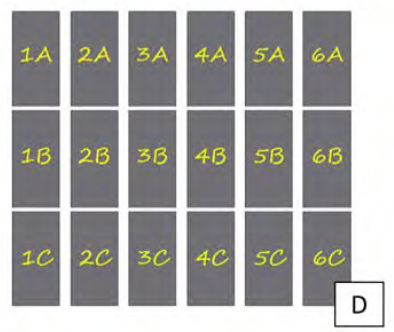 1A 2A 3A 4A 5A 6A
1B 2B 3B 4B 5B 6B
1C 2C 3C 4C 5C 6C
D